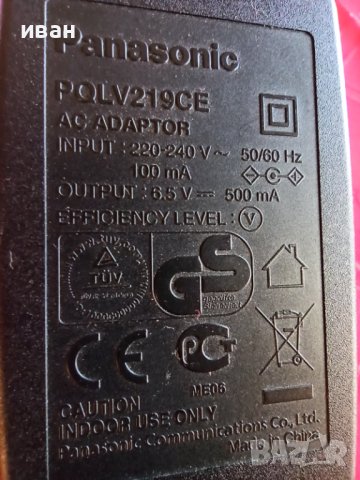 иван
Panasonic
PQLV219CE
AC ADAPTOR
INPUT : 220-240 V ~ 50/60 Hz
100 mA
OUTPUT : 6.5 V ⎓ 500 mA
EFFICIENCY LEVEL : V
TÜV
GS
CE
PCT
ME06
CAUTION
INDOOR USE ONLY
Panasonic Communications Co., Ltd.
Made in China
bazar